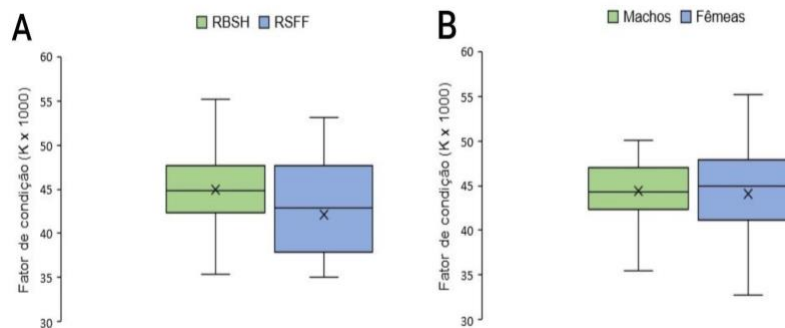 A
RBSH RSFF
Fator de condição (K x 1000)
60
55
50
45
40
35
30
B
Machos Fêmeas
Fator de condição (K x 1000)
60
55
50
45
40
35
30